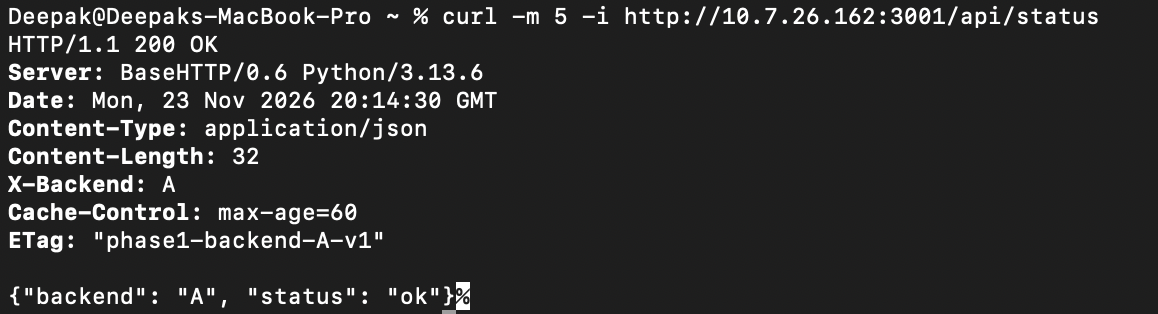 Deepak@Deepaks-MacBook-Pro ~ % curl -m 5 -i http://10.7.26.162:3001/api/status
HTTP/1.1 200 OK
Server: BaseHTTP/0.6 Python/3.13.6
Date: Mon, 23 Nov 2026 20:14:30 GMT
Content-Type: application/json
Content-Length: 32
X-Backend: A
Cache-Control: max-age=60
ETag: "phase1-backend-A-v1"

{"backend": "A", "status": "ok"}%